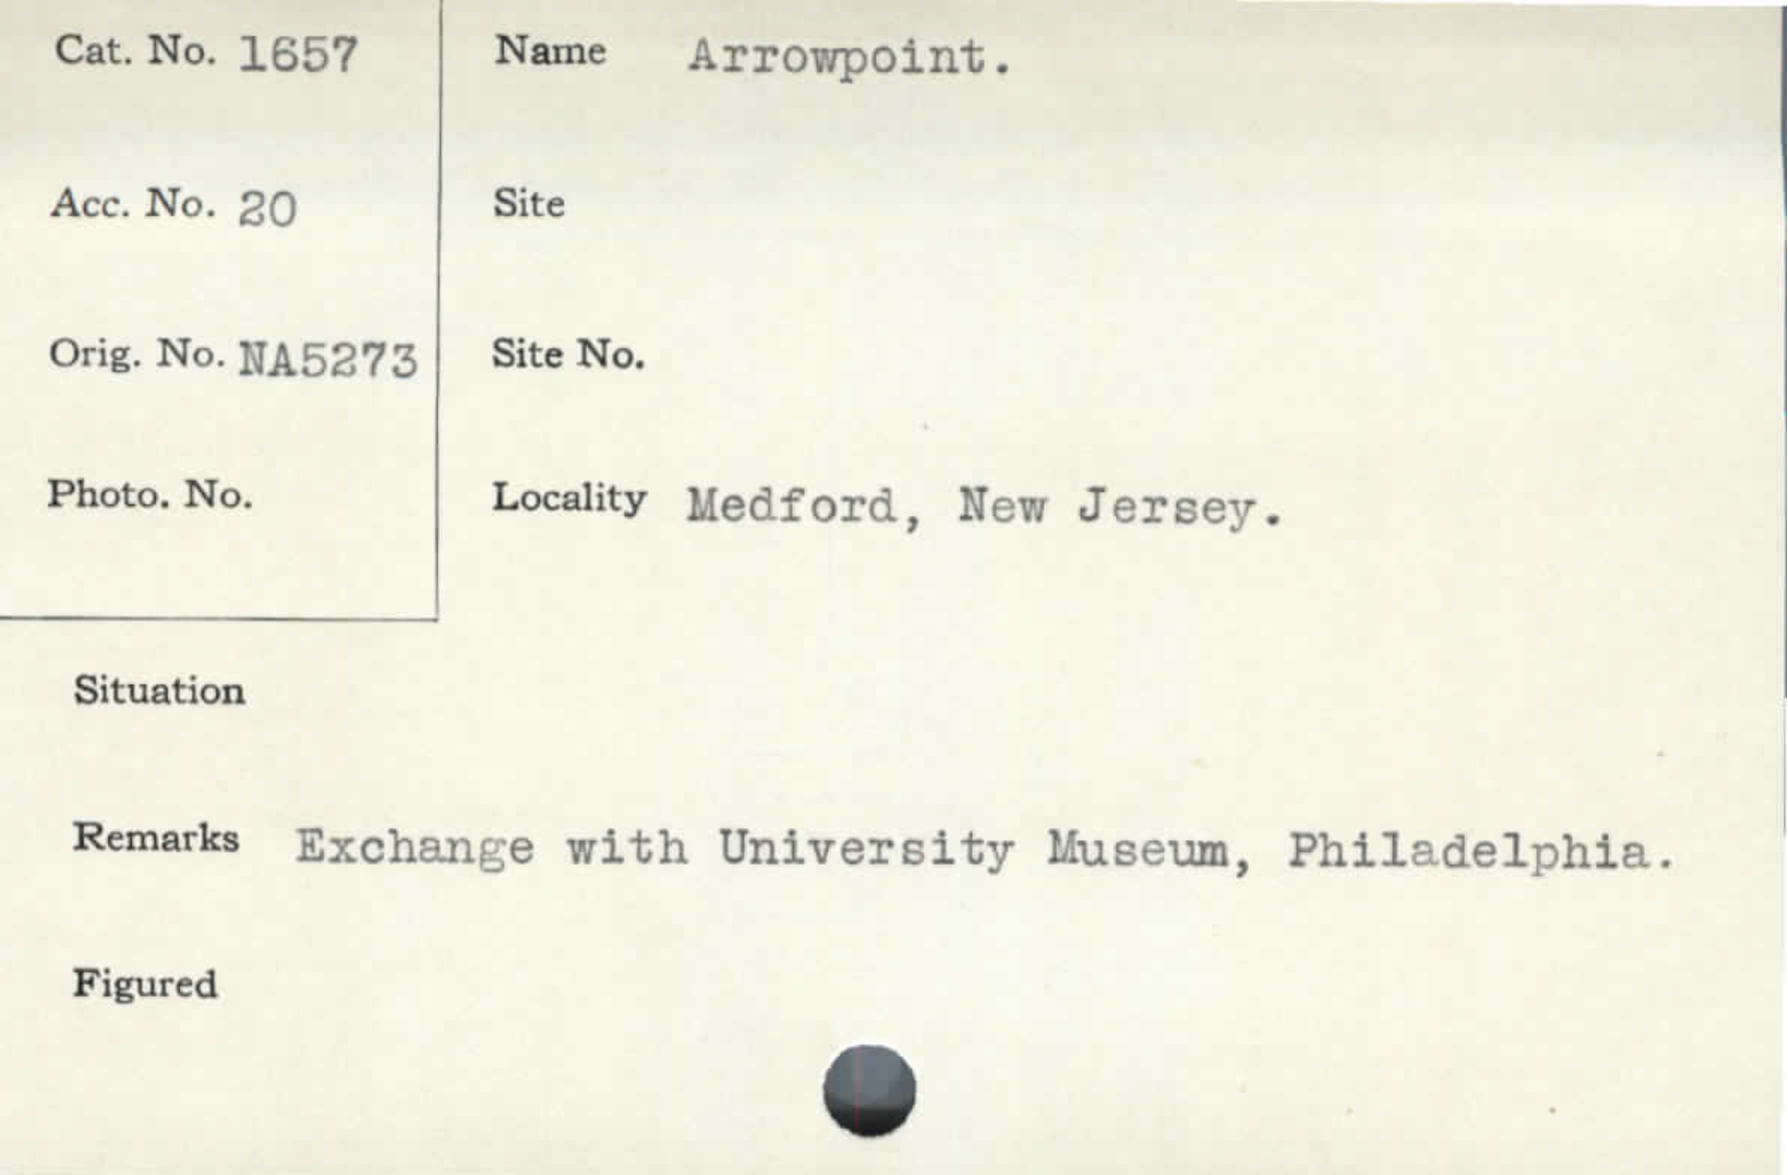 Cat. No. 1657
Name Arrowpoint.
Acc. No. 20
Site
Orig. No. NA5273
Site No.
Photo. No.
Locality Medford, New Jersey.
Situation
Remarks Exchange with University Museum, Philadelphia.
Figured